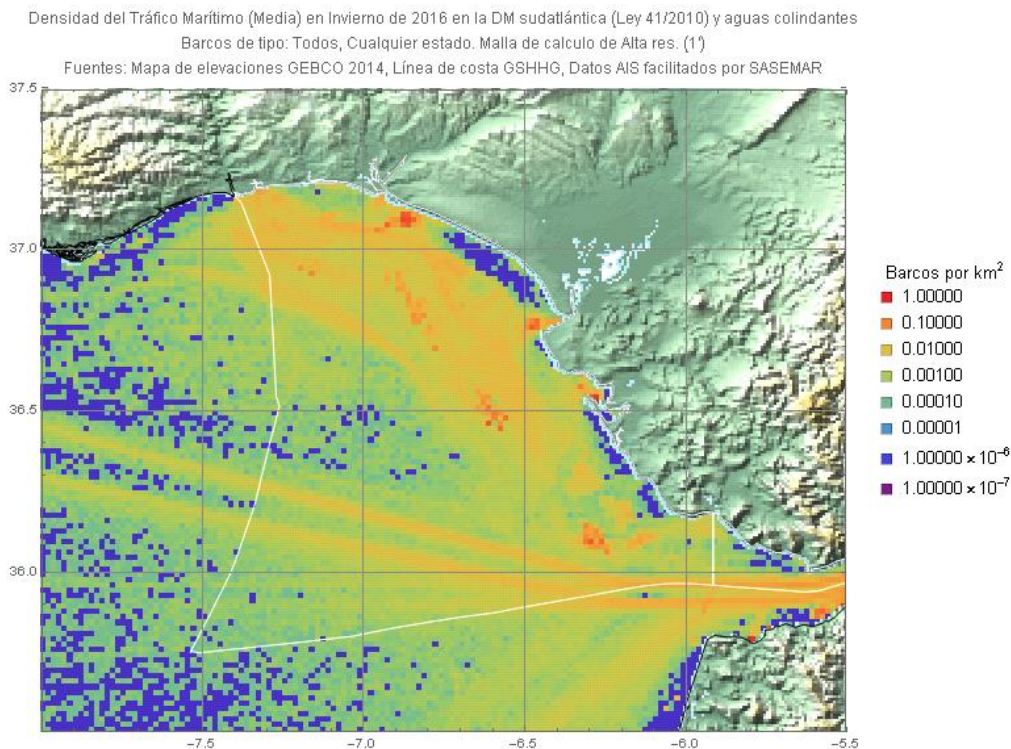 Densidad del Tráfico Marítimo (Media) en Invierno de 2016 en la DM sudatlántica (Ley 41/2010) y aguas colindantes
Barcos de tipo: Todos, Cualquier estado. Malla de calculo de Alta res. (1')
Fuentes: Mapa de elevaciones GEBCO 2014, Línea de costa GSHHG, Datos AIS facilitados por SASEMAR
37.5
37.0
36.5
36.0
-7.5
-7.0
-6.5
-6.0
-5.5
Barcos por km²
1.00000
0.10000
0.01000
0.00100
0.00010
0.00001
1.00000 × 10⁻⁶
1.00000 × 10⁻⁷